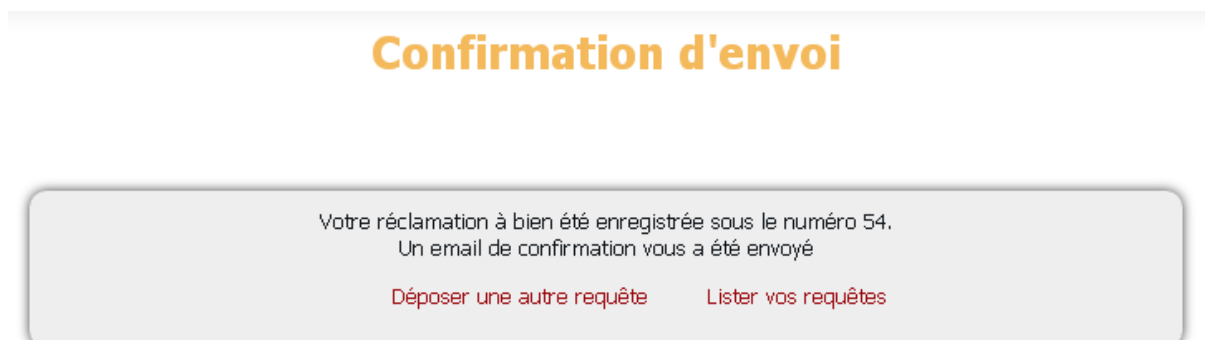 Confirmation d'envoi
Votre réclamation à bien été enregistrée sous le numéro 54.
Un email de confirmation vous a été envoyé
Déposer une autre requête Lister vos requêtes